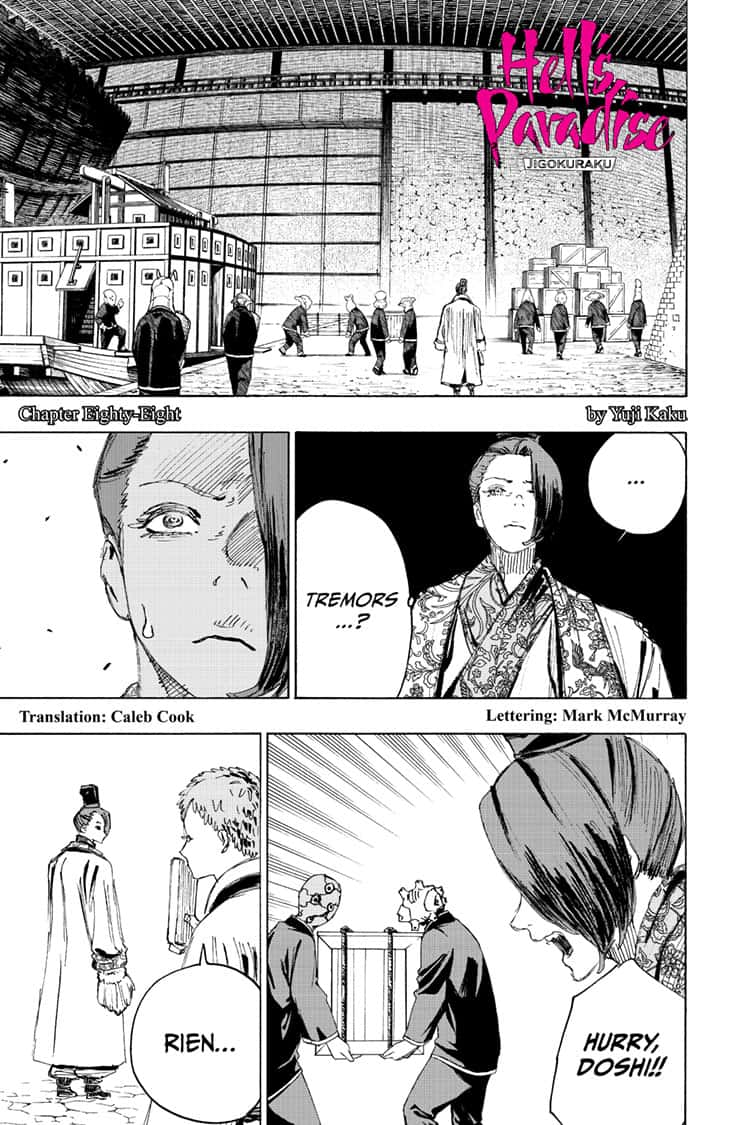 Hell's
Paradise
JIGOKURAKU
Chapter Eighty-Eight
by Yuji Kaku
...
TREMORS
...?
Translation: Caleb Cook
Lettering: Mark McMurray
HURRY,
DOSHI!!
RIEN...